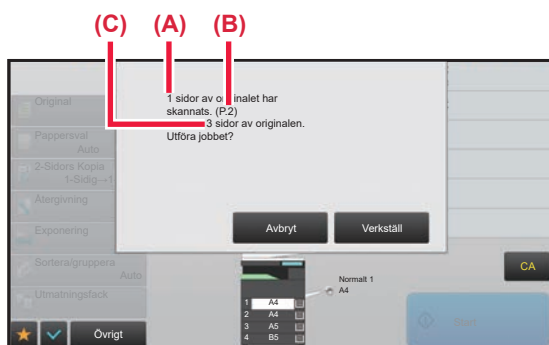 (C) (A) (B)
1 sidor av originalet har
skannats. (P.2)
3 sidor av originalen.
Utföra jobbet?
Avbryt Verkställ
Original
Pappersval
Auto
2-Sidors Kopia
1-Sidig→1
Återgivning
Exponering
Sortera/gruppera
Auto
Utmatningsfack
Övrigt
Normalt 1
A4
1 A4
2 A4
3 A5
4 B5
CA
Start